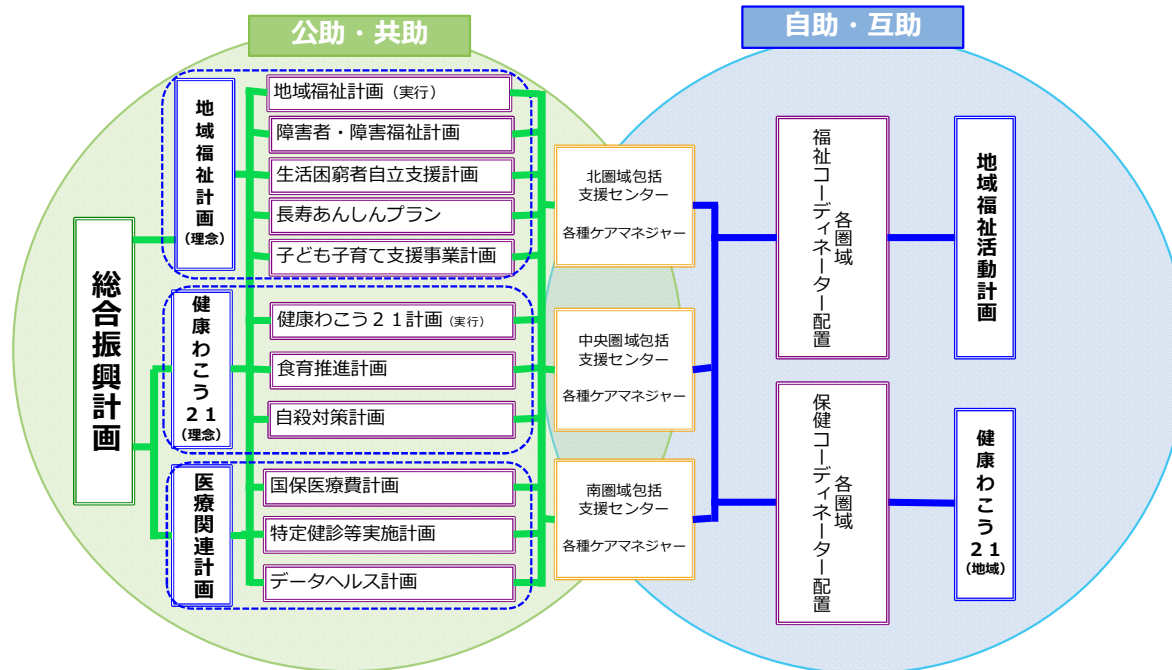 公助・共助
自助・互助
総合振興計画
地域福祉計画
(理念)
地域福祉計画（実行）
障害者・障害福祉計画
生活困窮者自立支援計画
長寿あんしんプラン
子ども子育て支援事業計画
健康わこう２１
(理念)
健康わこう２１計画（実行）
食育推進計画
自殺対策計画
医療関連計画
国保医療費計画
特定健診等実施計画
データヘルス計画
北圏域包括
支援センター
各種ケアマネジャー
中央圏域包括
支援センター
各種ケアマネジャー
南圏域包括
支援センター
各種ケアマネジャー
各圏域
福祉コーディネーター配置
地域福祉活動計画
各圏域
保健コーディネーター配置
健康わこう２１
(地域)